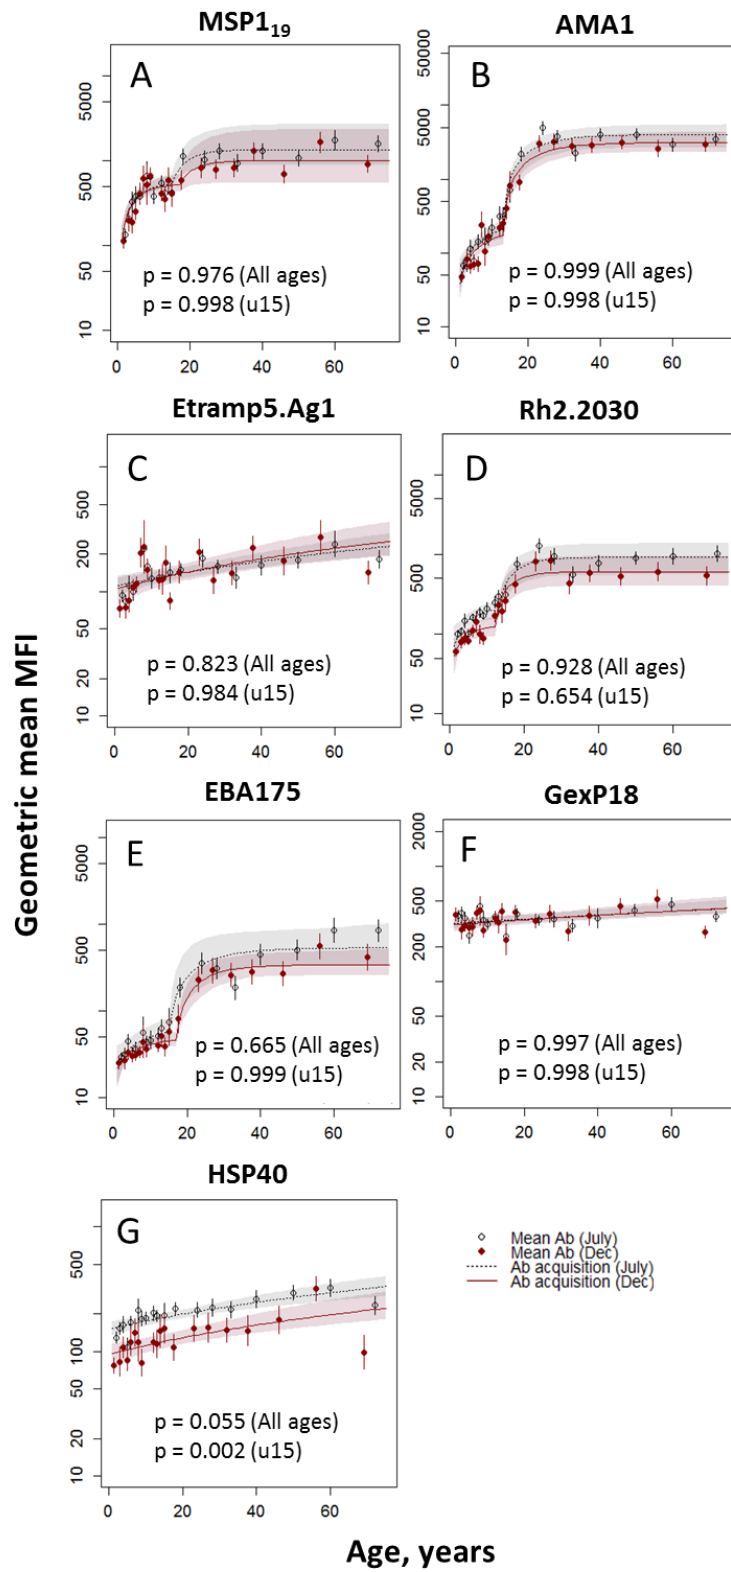 MSP1₁₉
AMA1
A
5000
500
50
10
p = 0.976 (All ages)
p = 0.998 (u15)
0 20 40 60
B
50000
5000
500
50
10
p = 0.999 (All ages)
p = 0.998 (u15)
0 20 40 60
Etramp5.Ag1
Rh2.2030
C
500
200
50
10
p = 0.823 (All ages)
p = 0.984 (u15)
0 20 40 60
D
5000
500
50
10
p = 0.928 (All ages)
p = 0.654 (u15)
0 20 40 60
Geometric mean MFI
EBA175
GexP18
E
5000
500
50
10
p = 0.665 (All ages)
p = 0.999 (u15)
0 20 40 60
F
2000
500
200
50
10
p = 0.997 (All ages)
p = 0.998 (u15)
0 20 40 60
HSP40
G
500
100
50
10
p = 0.055 (All ages)
p = 0.002 (u15)
0 20 40 60
Mean Ab (July)
Mean Ab (Dec)
Ab acquisition (July)
Ab acquisition (Dec)
Age, years